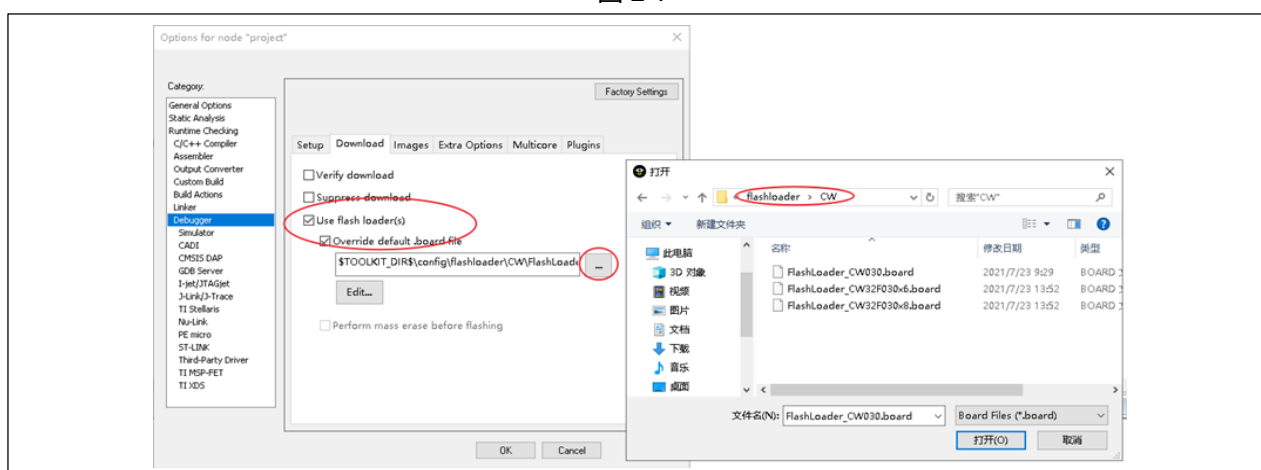 Options for node "project"
Category:
General Options
Static Analysis
Runtime Checking
C/C++ Compiler
Assembler
Output Converter
Custom Build
Build Actions
Linker
Debugger
Simulator
CADI
CMSIS DAP
GDB Server
I-jet/JTAGjet
J-Link/J-Trace
TI Stellaris
Nu-Link
PE micro
ST-LINK
Third-Party Driver
TI MSP-FET
TI XDS
Factory Settings
Setup Download Images Extra Options Multicore Plugins
Verify download
Suppress download
Use flash loader(s)
Override default .board file
$TOOLKIT_DIR$\config\flashloader\CW\FlashLoade
...
Edit...
Perform mass erase before flashing
OK Cancel
打开
flashloader › CW
搜索"CW"
组织 新建文件夹
此电脑
3D 对象
视频
图片
文档
下载
音乐
桌面
名称 修改日期 类型
FlashLoader_CW030.board 2021/7/23 9:29 BOARD
FlashLoader_CW32F030x6.board 2021/7/23 13:52 BOARD
FlashLoader_CW32F030x8.board 2021/7/23 13:52 BOARD
文件名(N): FlashLoader_CW030.board Board Files (*.board)
打开(O) 取消